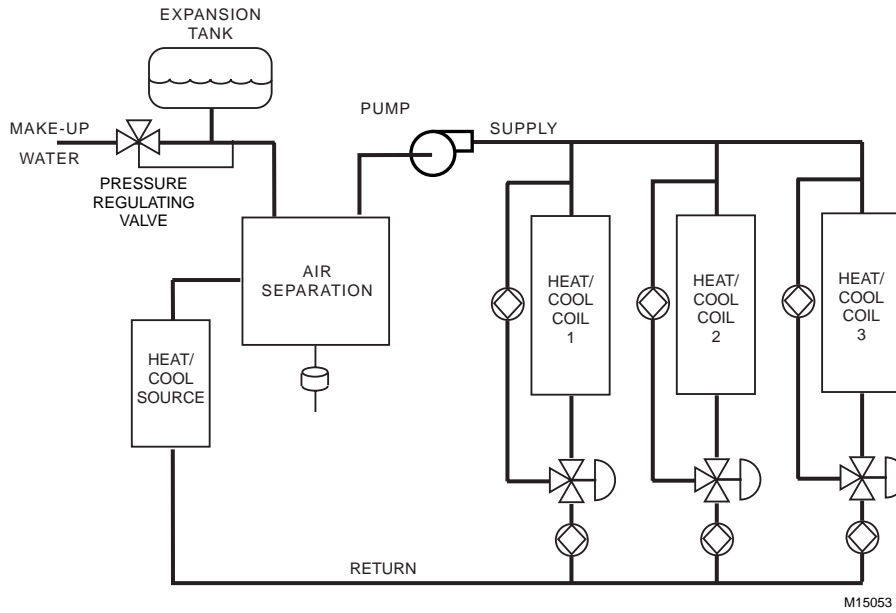 EXPANSION
TANK
MAKE-UP
WATER
PRESSURE
REGULATING
VALVE
PUMP
SUPPLY
AIR
SEPARATION
HEAT/
COOL
SOURCE
HEAT/
COOL
COIL
1
HEAT/
COOL
COIL
2
HEAT/
COOL
COIL
3
RETURN
M15053